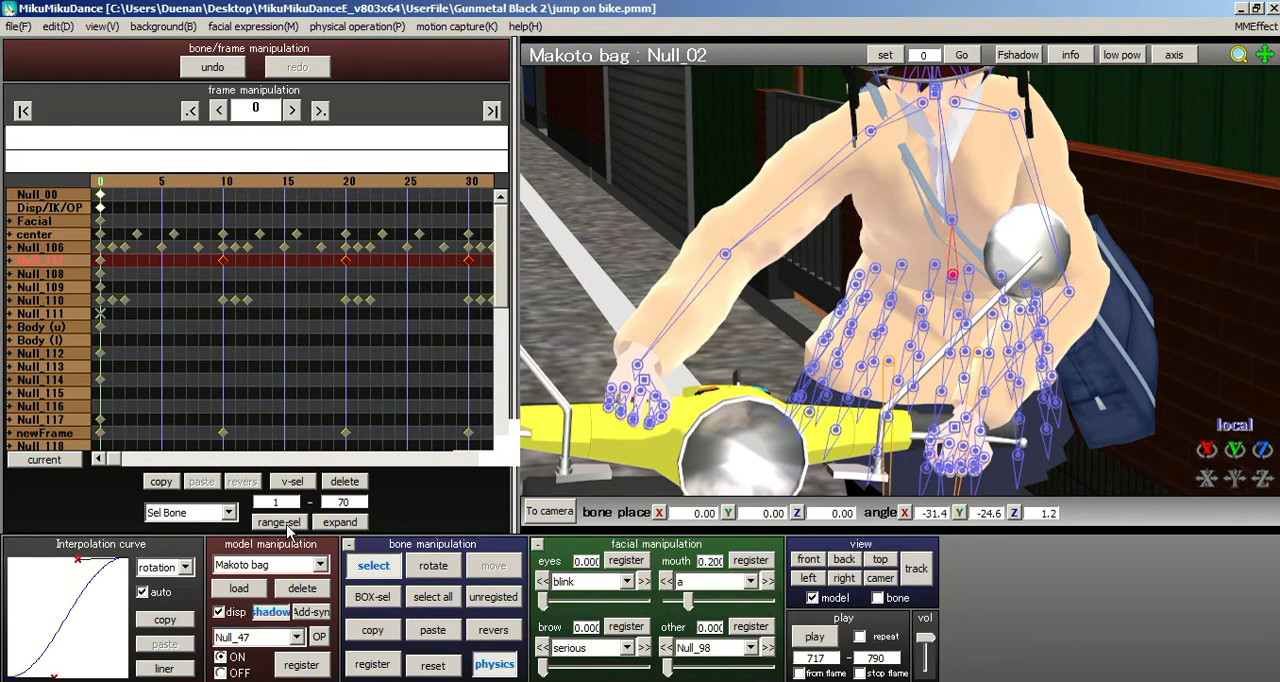 MikuMikuDance [C:\Users\Duenan\Desktop\MikuMikuDanceE_v803x64\UserFile\Gunmetal Black 2\jump on bike.pmm]
file(F) edit(D) view(V) background(B) facial expression(M) physical operation(P) motion capture(K) help(H) MMEffect
bone/frame manipulation
undo redo
frame manipulation
.< < 0 > >.
0 5 10 15 20 25 30
Null_00
Disp/IK/OP
+ Facial
+ center
+ Null_106
+ Null_108
+ Null_109
+ Null_110
+ Null_111
+ Body (u)
+ Body (l)
+ Null_112
+ Null_113
+ Null_114
+ Null_115
+ Null_116
+ Null_117
+ newFrame
+ Null_118
current
copy paste revers v-sel delete
1 - 70
Sel Bone
range sel expand
Makoto bag : Null_02
set 0 Go Fshadow info low pow axis
local
X Y Z
X Y Z
To camera bone place X 0.00 Y 0.00 Z 0.00 angle X -31.4 Y -24.6 Z 1.2
Interpolation curve
rotation
auto
copy
paste
liner
model manipulation
Makoto bag
load delete
disp shadow Add-syn
Null_47 OP
ON
OFF
register
- bone manipulation
select rotate move
BOX-sel select all unregisted
copy paste revers
register reset physics
- facial manipulation
eyes 0.000 register mouth 0.200 register
<< blink >> << a >>
brow 0.000 register other 0.000 register
<< serious >> << Null_98 >>
view
front back top
left right camer track
model bone
play
play repeat
717 - 790
from flame stop flame
vol